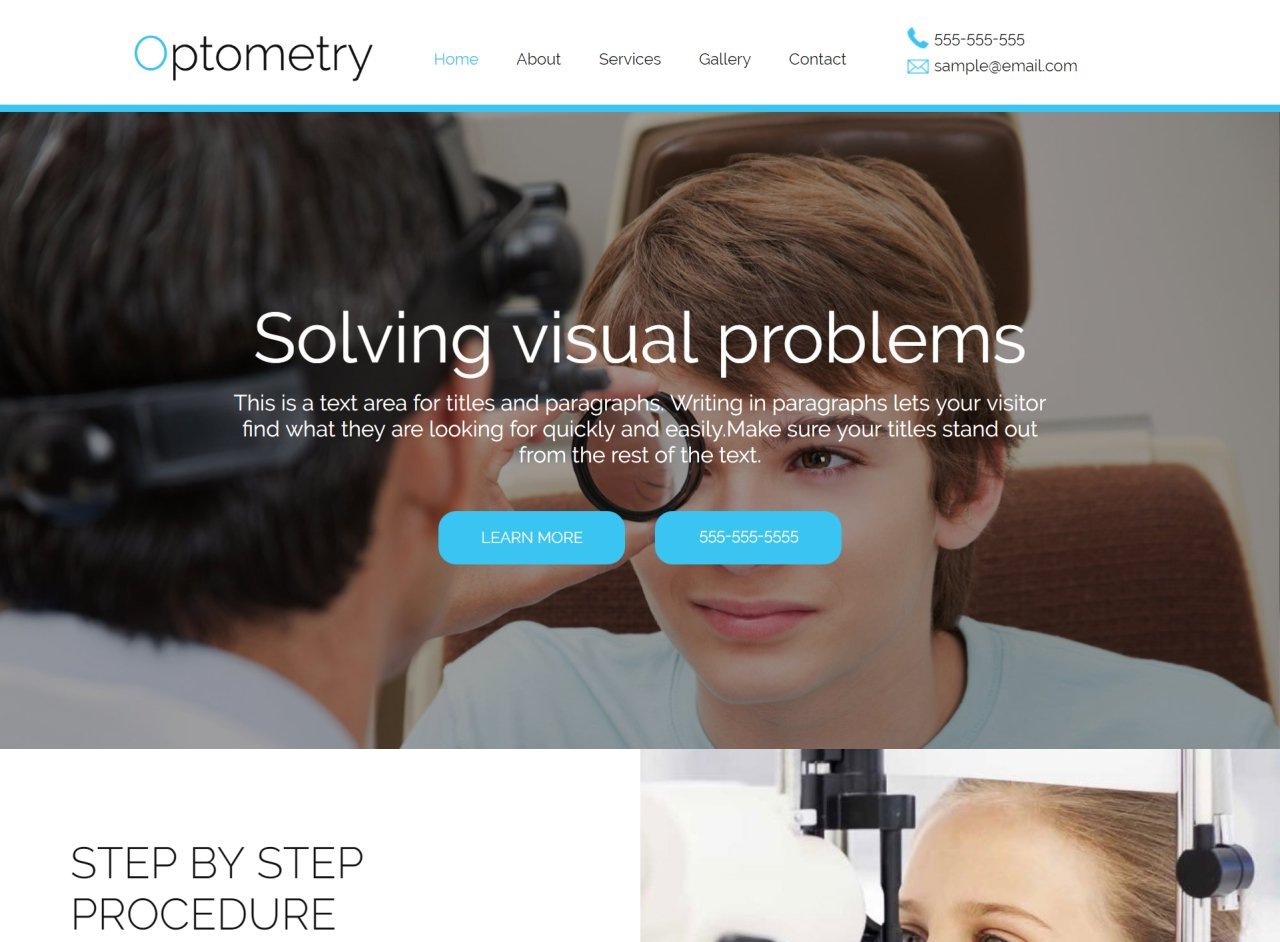 Optometry
Home About Services Gallery Contact
555-555-555
sample@email.com
Solving visual problems
This is a text area for titles and paragraphs. Writing in paragraphs lets your visitor
find what they are looking for quickly and easily.Make sure your titles stand out
from the rest of the text.
LEARN MORE
555-555-5555
STEP BY STEP
PROCEDURE